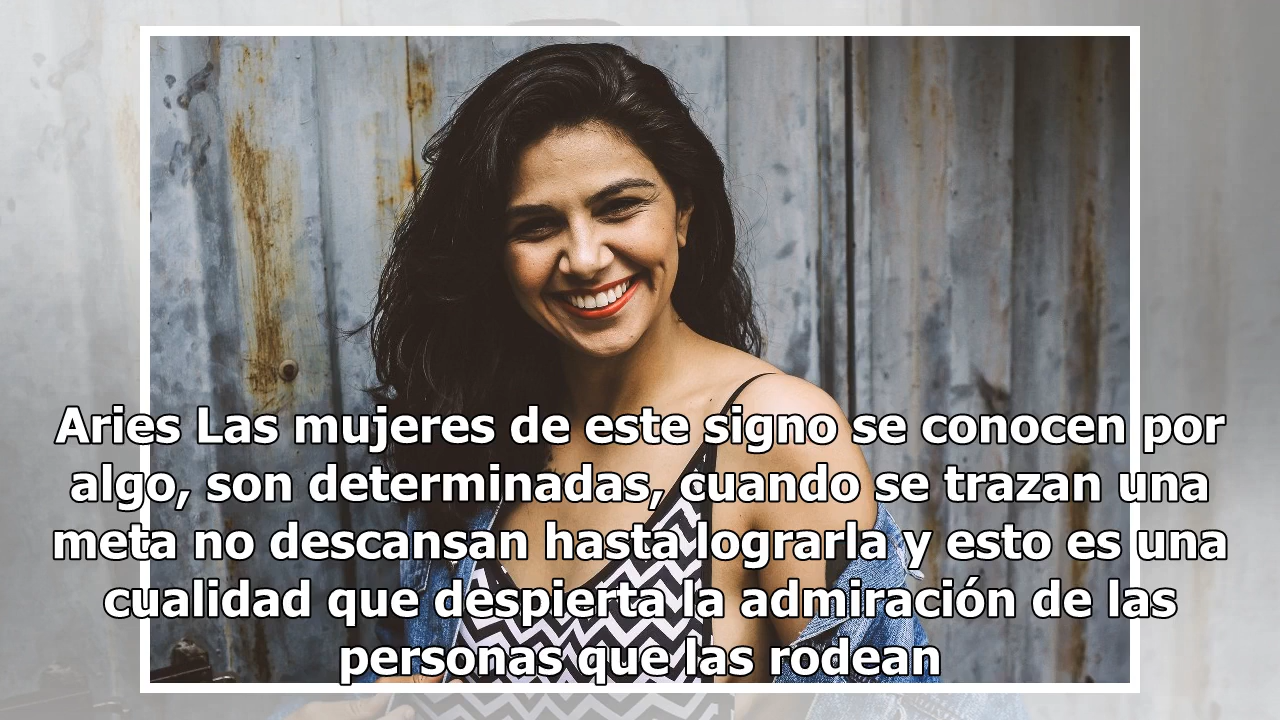 Aries Las mujeres de este signo se conocen por
algo, son determinadas, cuando se trazan una
meta no descansan hasta lograrla y esto es una
cualidad que despierta la admiración de las
personas que las rodean